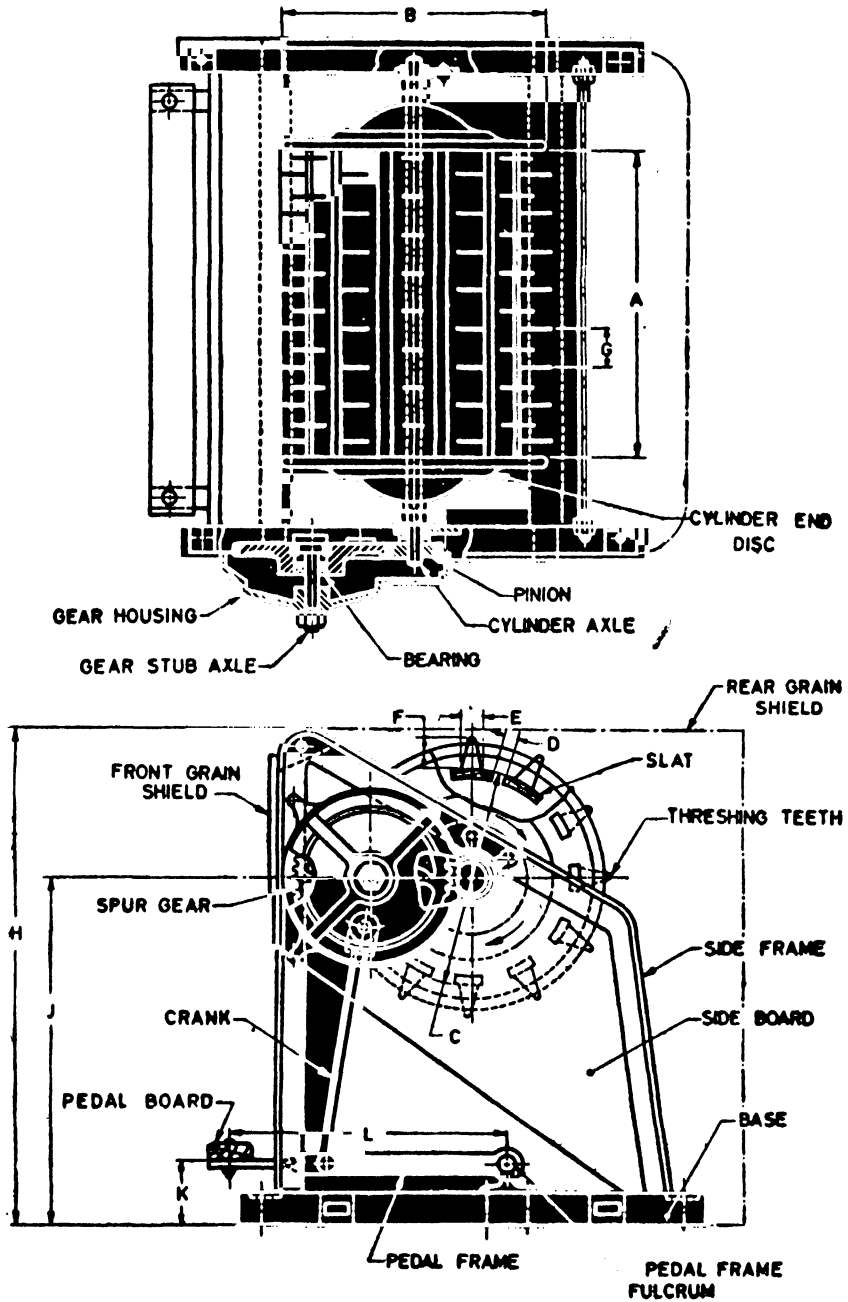 B
A
G
CYLINDER END
DISC
PINION
GEAR HOUSING
CYLINDER AXLE
BEARING
GEAR STUB AXLE
REAR GRAIN
SHIELD
F
E
D
SLAT
FRONT GRAIN
SHIELD
THRESHING TEETH
SPUR GEAR
H
J
SIDE FRAME
CRANK
SIDE BOARD
C
PEDAL BOARD
L
BASE
K
PEDAL FRAME
PEDAL FRAME
FULCRUM